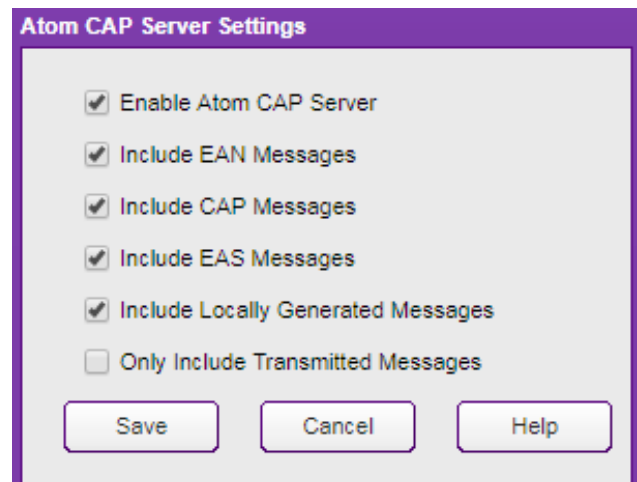 Atom CAP Server Settings
Enable Atom CAP Server
Include EAN Messages
Include CAP Messages
Include EAS Messages
Include Locally Generated Messages
Only Include Transmitted Messages
Save Cancel Help